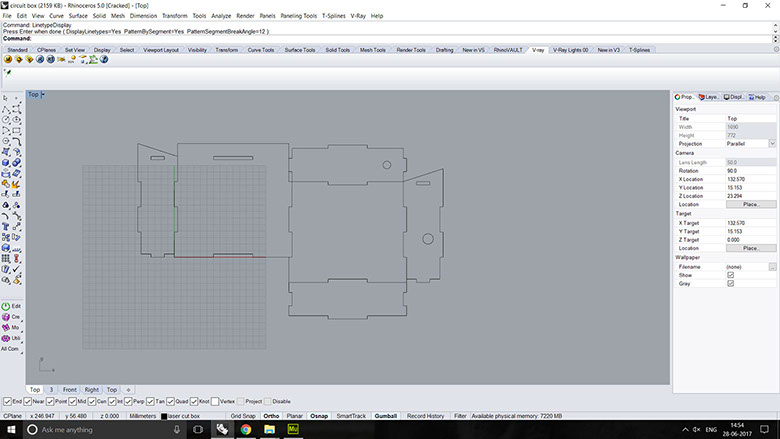 circuit box (2159 KB) - Rhinoceros 5.0 [Cracked] - [Top]
File Edit View Curve Surface Solid Mesh Dimension Transform Tools Analyze Render Panels Paneling Tools T-Splines V-Ray Help
Command: LinetypeDisplay
Press Enter when done ( DisplayLinetypes=Yes PatternBySegment=Yes PatternSegmentBreakAngle=12 )
Command:
Standard CPlanes Set View Display Select Viewport Layout Visibility Transform Curve Tools Surface Tools Solid Tools Mesh Tools Render Tools Drafting New in V5 RhinoVAULT V-ray V-Ray Lights 00 New in V3 T-Splines
Top
Prop.. Laye... Displ... Help
Viewport
Title Top
Width 1690
Height 772
Projection Parallel
Camera
Lens Length 50.0
Rotation 90.0
X Location 132.570
Y Location 15.153
Z Location 23.294
Location Place...
Target
X Target 132.570
Y Target 15.153
Z Target 0.000
Location Place...
Wallpaper
Filename (none)
Show
Gray
Edit
Cre
Mo
Utili
All Com
y
x
Top 3 Front Right Top
End Near Point Mid Cen Int Perp Tan Quad Knot Vertex Project Disable
CPlane x 246.947 y 56.480 z 0.000 Millimeters laser cut box Grid Snap Ortho Planar Osnap SmartTrack Gumball Record History Filter Available physical memory: 7220 MB
Ask me anything
Mu
ENG
14:54
28-06-2017